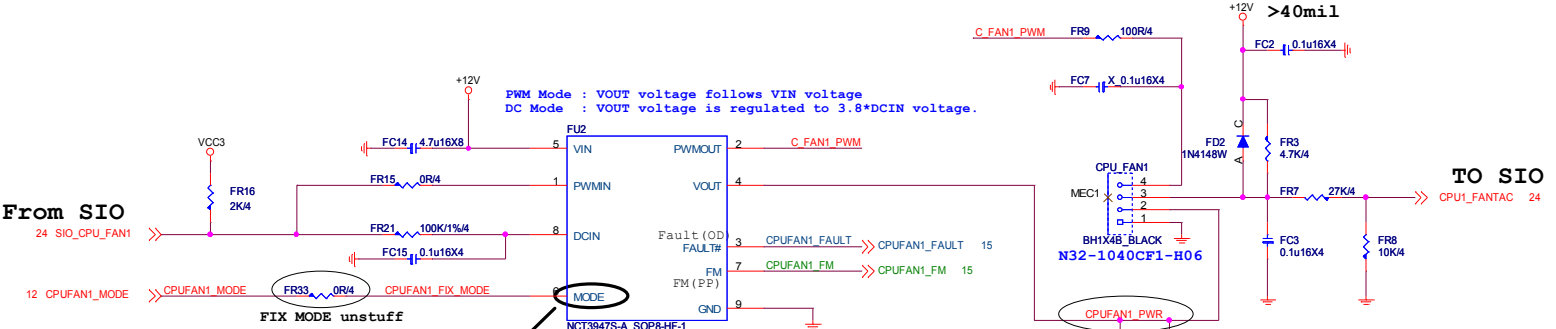 +12V >40mil
C_FAN1_PWM FR9 100R/4
FC2 0.1u16X4
+12V
FC7 X_0.1u16X4
PWM Mode : VOUT voltage follows VIN voltage
DC Mode : VOUT voltage is regulated to 3.8*DCIN voltage.
FU2
VCC3
FC14 4.7u16X8 5 VIN PWMOUT 2 C_FAN1_PWM
C
FD2
1N4148W
A
FR3
4.7K/4
CPU_FAN1
FR15 0R/4 1 PWMIN VOUT 4
MEC1
4
3
2
1
FR16
2K/4
FR7 27K/4
TO SIO
CPU1_FANTAC 24
From SIO
24 SIO_CPU_FAN1
FR21 100K/1%/4 8 DCIN
Fault(OD)
FAULT# 3 CPUFAN1_FAULT CPUFAN1_FAULT 15
BH1X4B_BLACK
N32-1040CF1-H06
FC3
0.1u16X4
FR8
10K/4
FC15 0.1u16X4
FM 7 CPUFAN1_FM CPUFAN1_FM 15
FM(PP)
12 CPUFAN1_MODE CPUFAN1_MODE FR33 0R/4 CPUFAN1_FIX_MODE MODE
GND 9
FIX MODE unstuff
CPUFAN1_PWR
NCT3947S-A_SOP8-HF-1